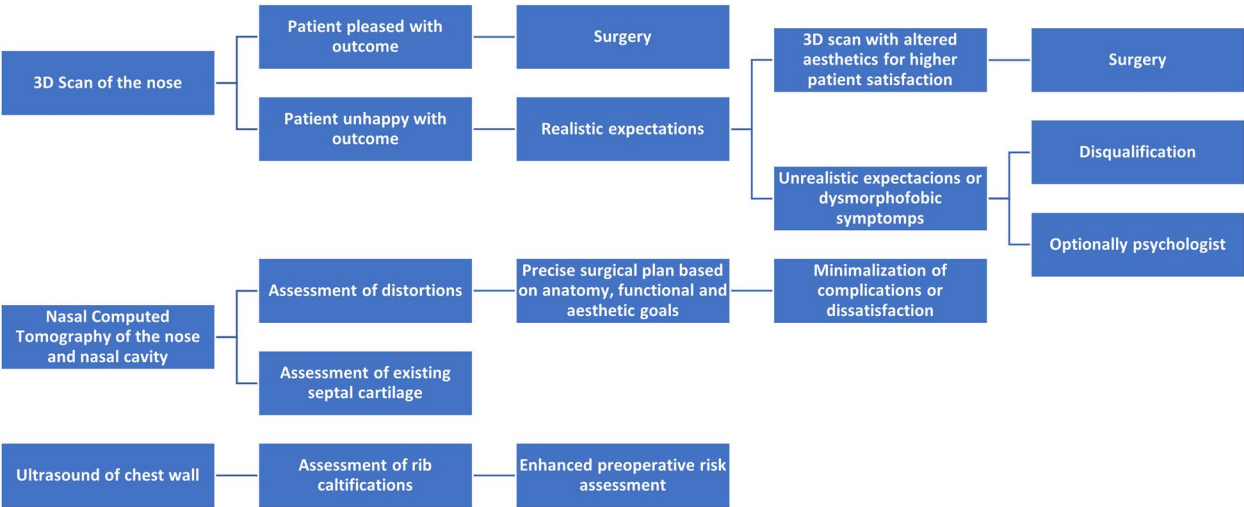 3D Scan of the nose
Patient pleased with
outcome
Surgery
Patient unhappy with
outcome
Realistic expectations
3D scan with altered
aesthetics for higher
patient satisfaction
Surgery
Unrealistic expectacions or
dysmorphofobic
symptomps
Disqualification
Optionally psychologist
Nasal Computed
Tomography of the nose
and nasal cavity
Assessment of distortions
Precise surgical plan based
on anatomy, functional and
aesthetic goals
Minimalization of
complications or
dissatisfaction
Assessment of existing
septal cartilage
Ultrasound of chest wall
Assessment of rib
caltifications
Enhanced preoperative risk
assessment